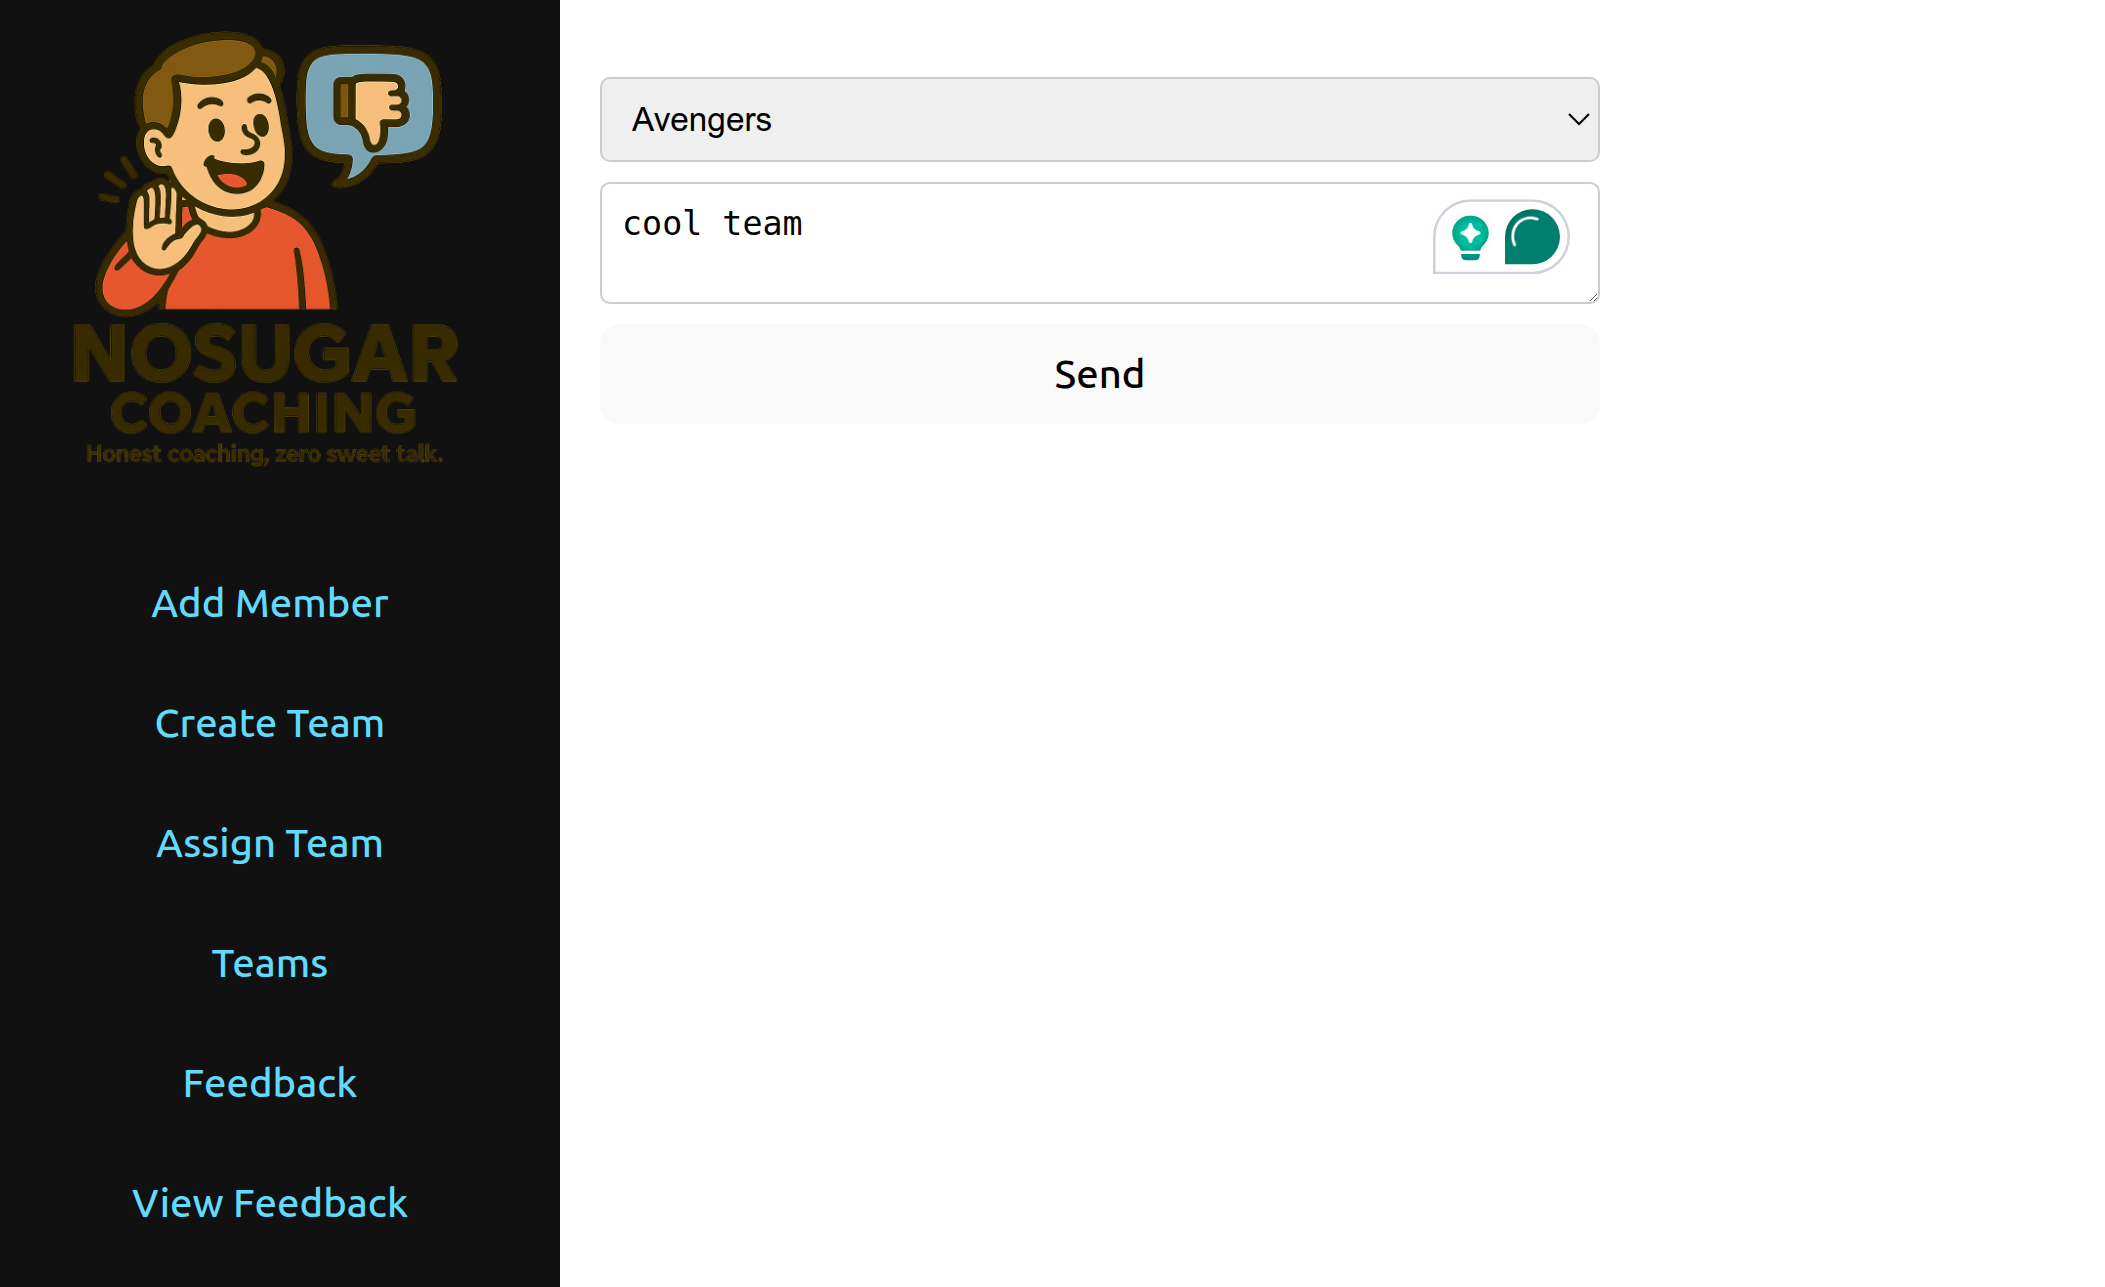 NOSUGAR
COACHING
Honest coaching, zero sweet talk.
Add Member
Create Team
Assign Team
Teams
Feedback
View Feedback
Avengers
cool team
Send